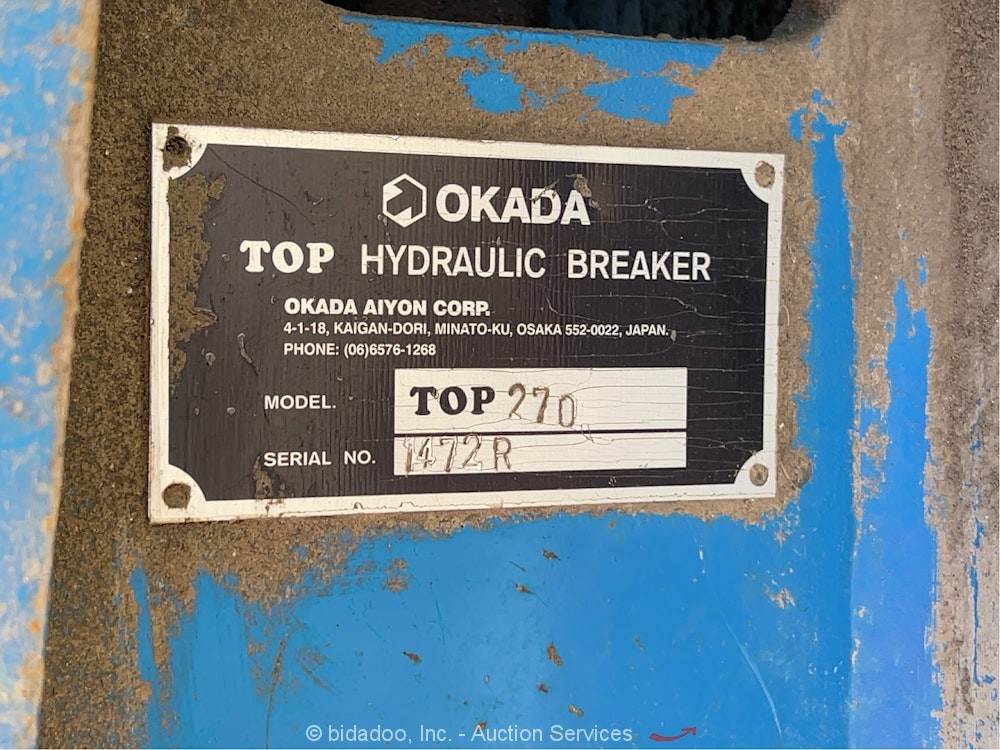 OKADA
TOP HYDRAULIC BREAKER
OKADA AIYON CORP.
4-1-18, KAIGAN-DORI, MINATO-KU, OSAKA 552-0022, JAPAN.
PHONE: (06)6576-1268
MODEL. TOP 270
SERIAL NO. 1472R
© bidadoo, Inc. - Auction Services